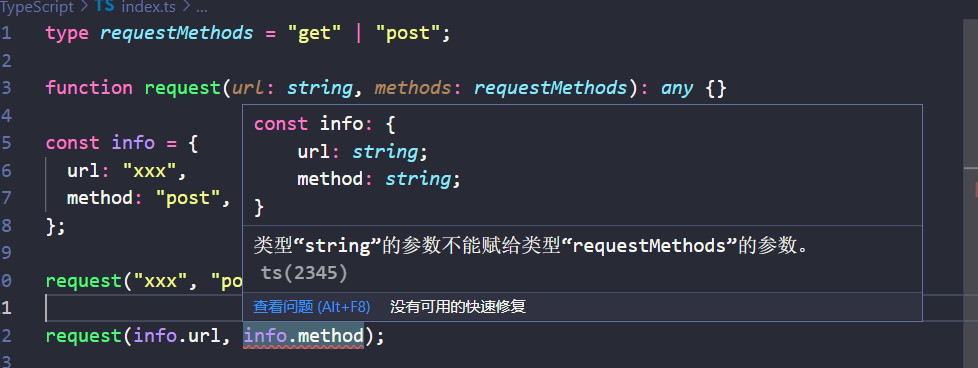 TypeScript > TS index.ts > ...
1 type requestMethods = "get" | "post";
2
3 function request(url: string, methods: requestMethods): any {}
4
5 const info = {
6 url: "xxx",
7 method: "post",
8 };
9
0 request("xxx", "po
1
2 request(info.url, info.method);
3
const info: {
url: string;
method: string;
}
类型“string”的参数不能赋给类型“requestMethods”的参数。
ts(2345)
查看问题 (Alt+F8) 没有可用的快速修复